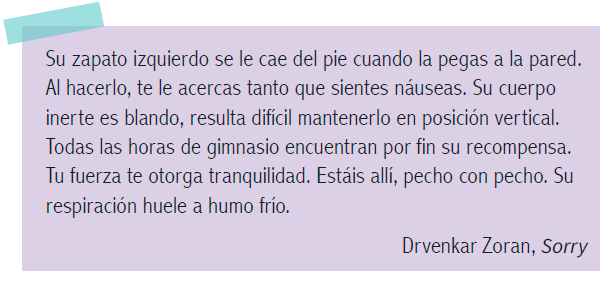 Su zapato izquierdo se le cae del pie cuando la pegas a la pared.
Al hacerlo, te le acercas tanto que sientes náuseas. Su cuerpo
inerte es blando, resulta difícil mantenerlo en posición vertical.
Todas las horas de gimnasio encuentran por fin su recompensa.
Tu fuerza te otorga tranquilidad. Estáis allí, pecho con pecho. Su
respiración huele a humo frío.
Drvenkar Zoran, Sorry